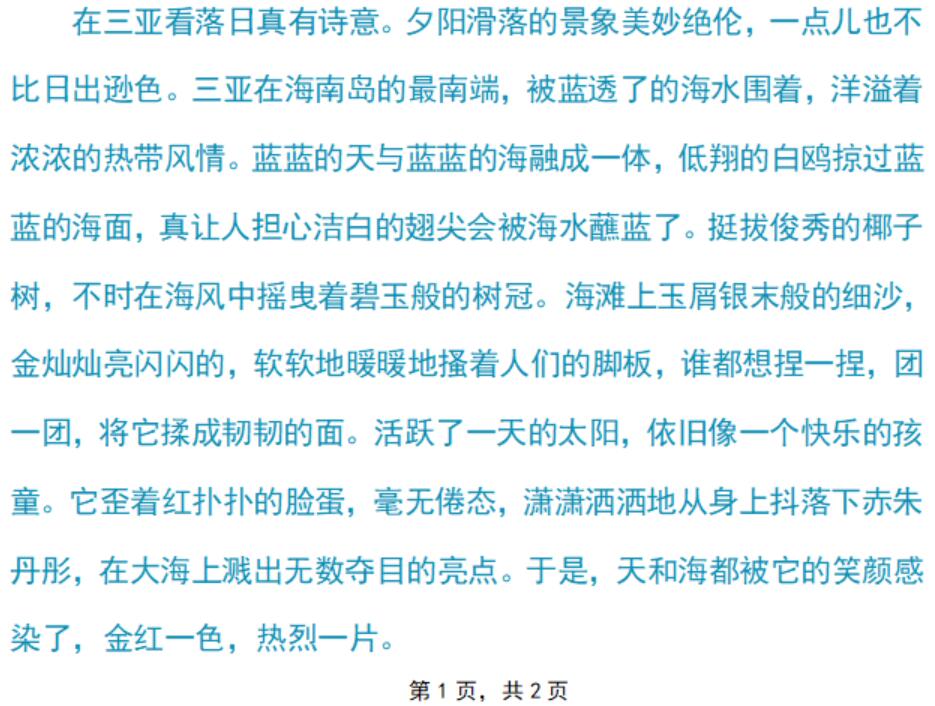 在三亚看落日真有诗意。夕阳滑落的景象美妙绝伦，一点儿也不
比日出逊色。三亚在海南岛的最南端，被蓝透了的海水围着，洋溢着
浓浓的热带风情。蓝蓝的天与蓝蓝的海融成一体，低翔的白鸥掠过蓝
蓝的海面，真让人担心洁白的翅尖会被海水蘸蓝了。挺拔俊秀的椰子
树，不时在海风中摇曳着碧玉般的树冠。海滩上玉屑银末般的细沙，
金灿灿亮闪闪的，软软地暖暖地搔着人们的脚板，谁都想捏一捏，团
一团，将它揉成韧韧的面。活跃了一天的太阳，依旧像一个快乐的孩
童。它歪着红扑扑的脸蛋，毫无倦态，潇潇洒洒地从身上抖落下赤朱
丹彤，在大海上溅出无数夺目的亮点。于是，天和海都被它的笑颜感
染了，金红一色，热烈一片。
第 1 页，共 2 页